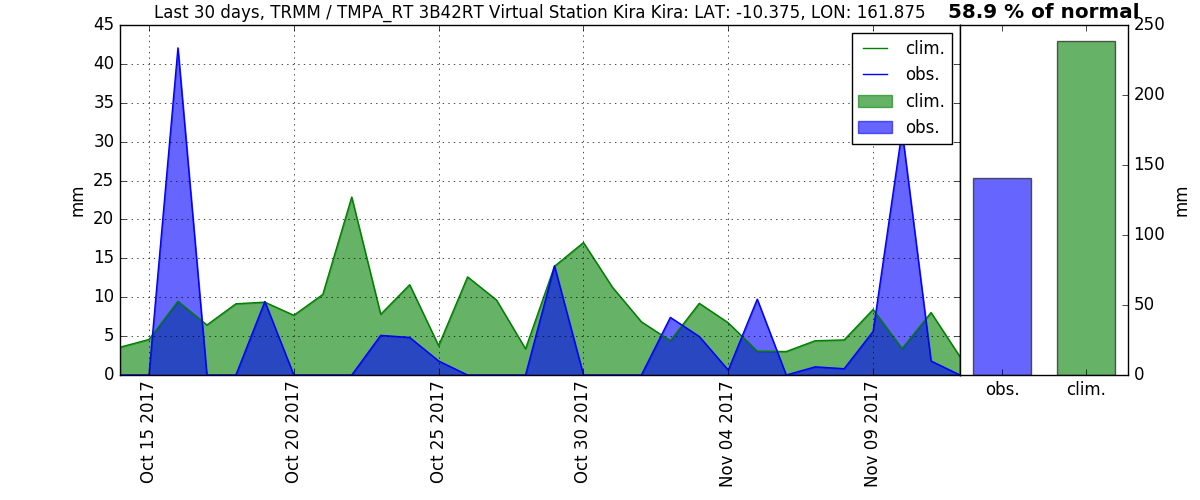 Last 30 days, TRMM / TMPA_RT 3B42RT Virtual Station Kira Kira: LAT: -10.375, LON: 161.875
58.9 % of normal
45
40
35
30
25
20
15
10
5
0
mm
clim.
obs.
clim.
obs.
250
200
150
100
50
0
mm
Oct 15 2017
Oct 20 2017
Oct 25 2017
Oct 30 2017
Nov 04 2017
Nov 09 2017
obs.
clim.